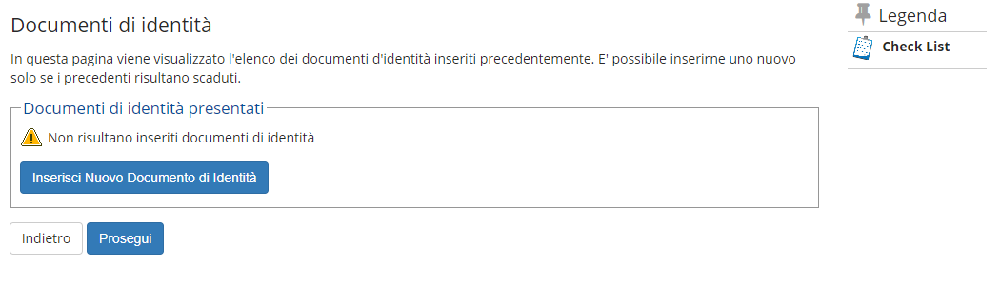 Documenti di identità
In questa pagina viene visualizzato l'elenco dei documenti d'identità inseriti precedentemente. E' possibile inserirne uno nuovo
solo se i precedenti risultano scaduti.
Documenti di identità presentati
Non risultano inseriti documenti di identità
Inserisci Nuovo Documento di Identità
Indietro Prosegui
Legenda
Check List